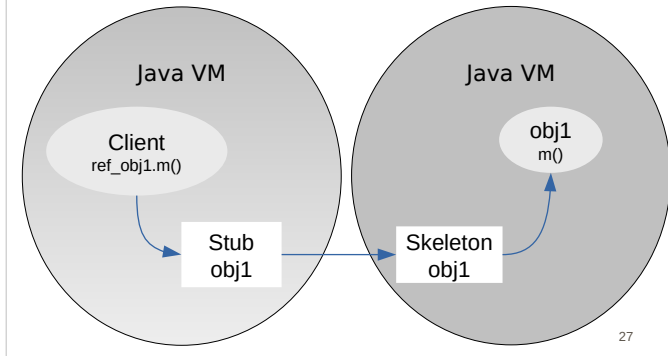 Java VM
Client
ref_obj1.m()
Stub
obj1
Java VM
obj1
m()
Skeleton
obj1
27